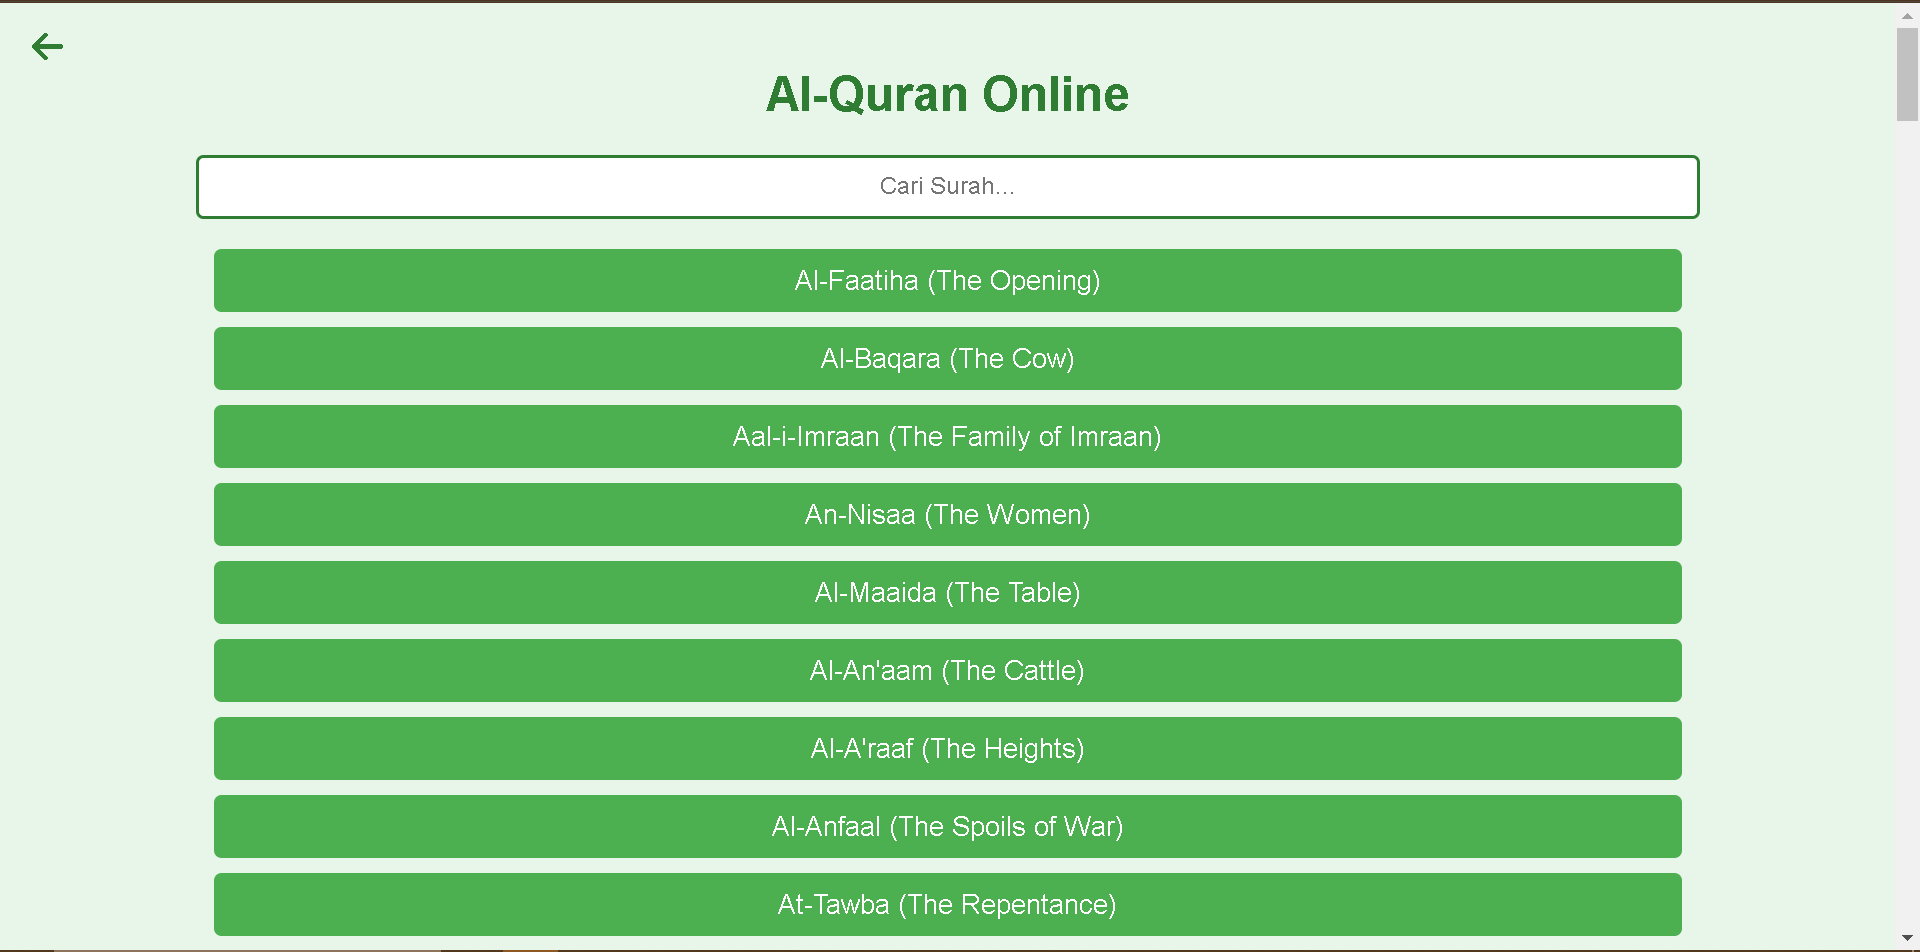 Al-Quran Online
Cari Surah...
Al-Faatiha (The Opening)
Al-Baqara (The Cow)
Aal-i-Imraan (The Family of Imraan)
An-Nisaa (The Women)
Al-Maaida (The Table)
Al-An'aam (The Cattle)
Al-A'raaf (The Heights)
Al-Anfaal (The Spoils of War)
At-Tawba (The Repentance)